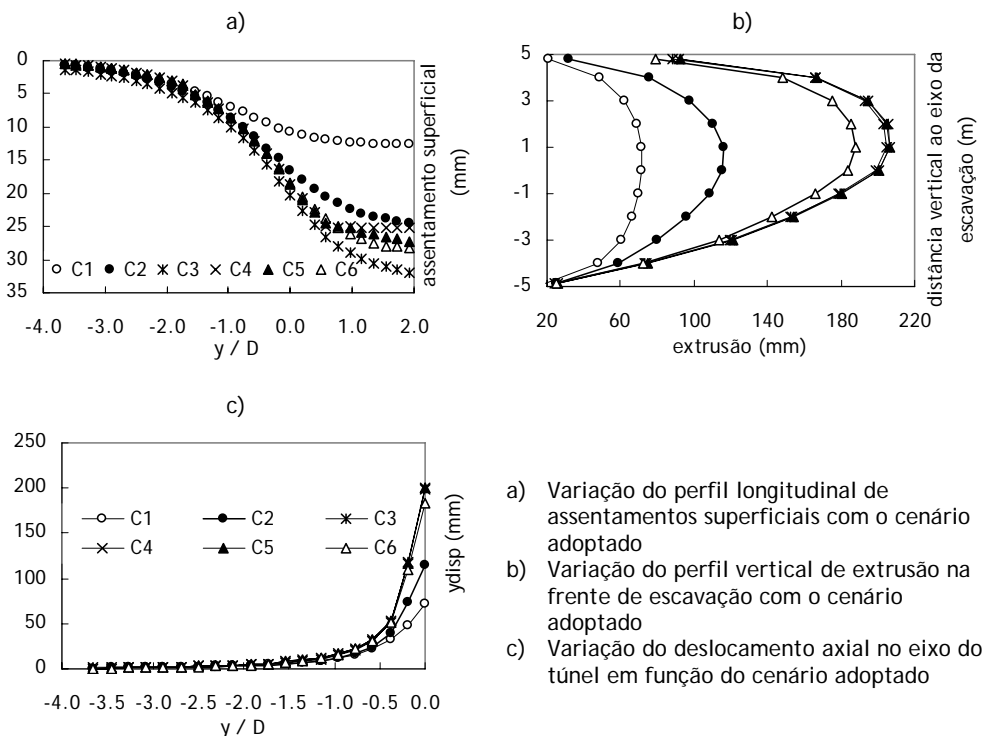 a)
0
5
10
15
20
25
30
35
C1 C2 C3 C4 C5 C6
-4.0 -3.0 -2.0 -1.0 0.0 1.0 2.0
y / D
assentamento superficial
(mm)
b)
5
3
1
-1
-3
-5
20 60 100 140 180 220
extrusão (mm)
distância vertical ao eixo da
escavação (m)
c)
250
200
150
100
50
0
C1 C2 C3
C4 C5 C6
-4.0 -3.5 -3.0 -2.5 -2.0 -1.5 -1.0 -0.5 0.0
y / D
ydisp (mm)
a) Variação do perfil longitudinal de
assentamentos superficiais com o cenário
adoptado
b) Variação do perfil vertical de extrusão na
frente de escavação com o cenário
adoptado
c) Variação do deslocamento axial no eixo do
túnel em função do cenário adoptado